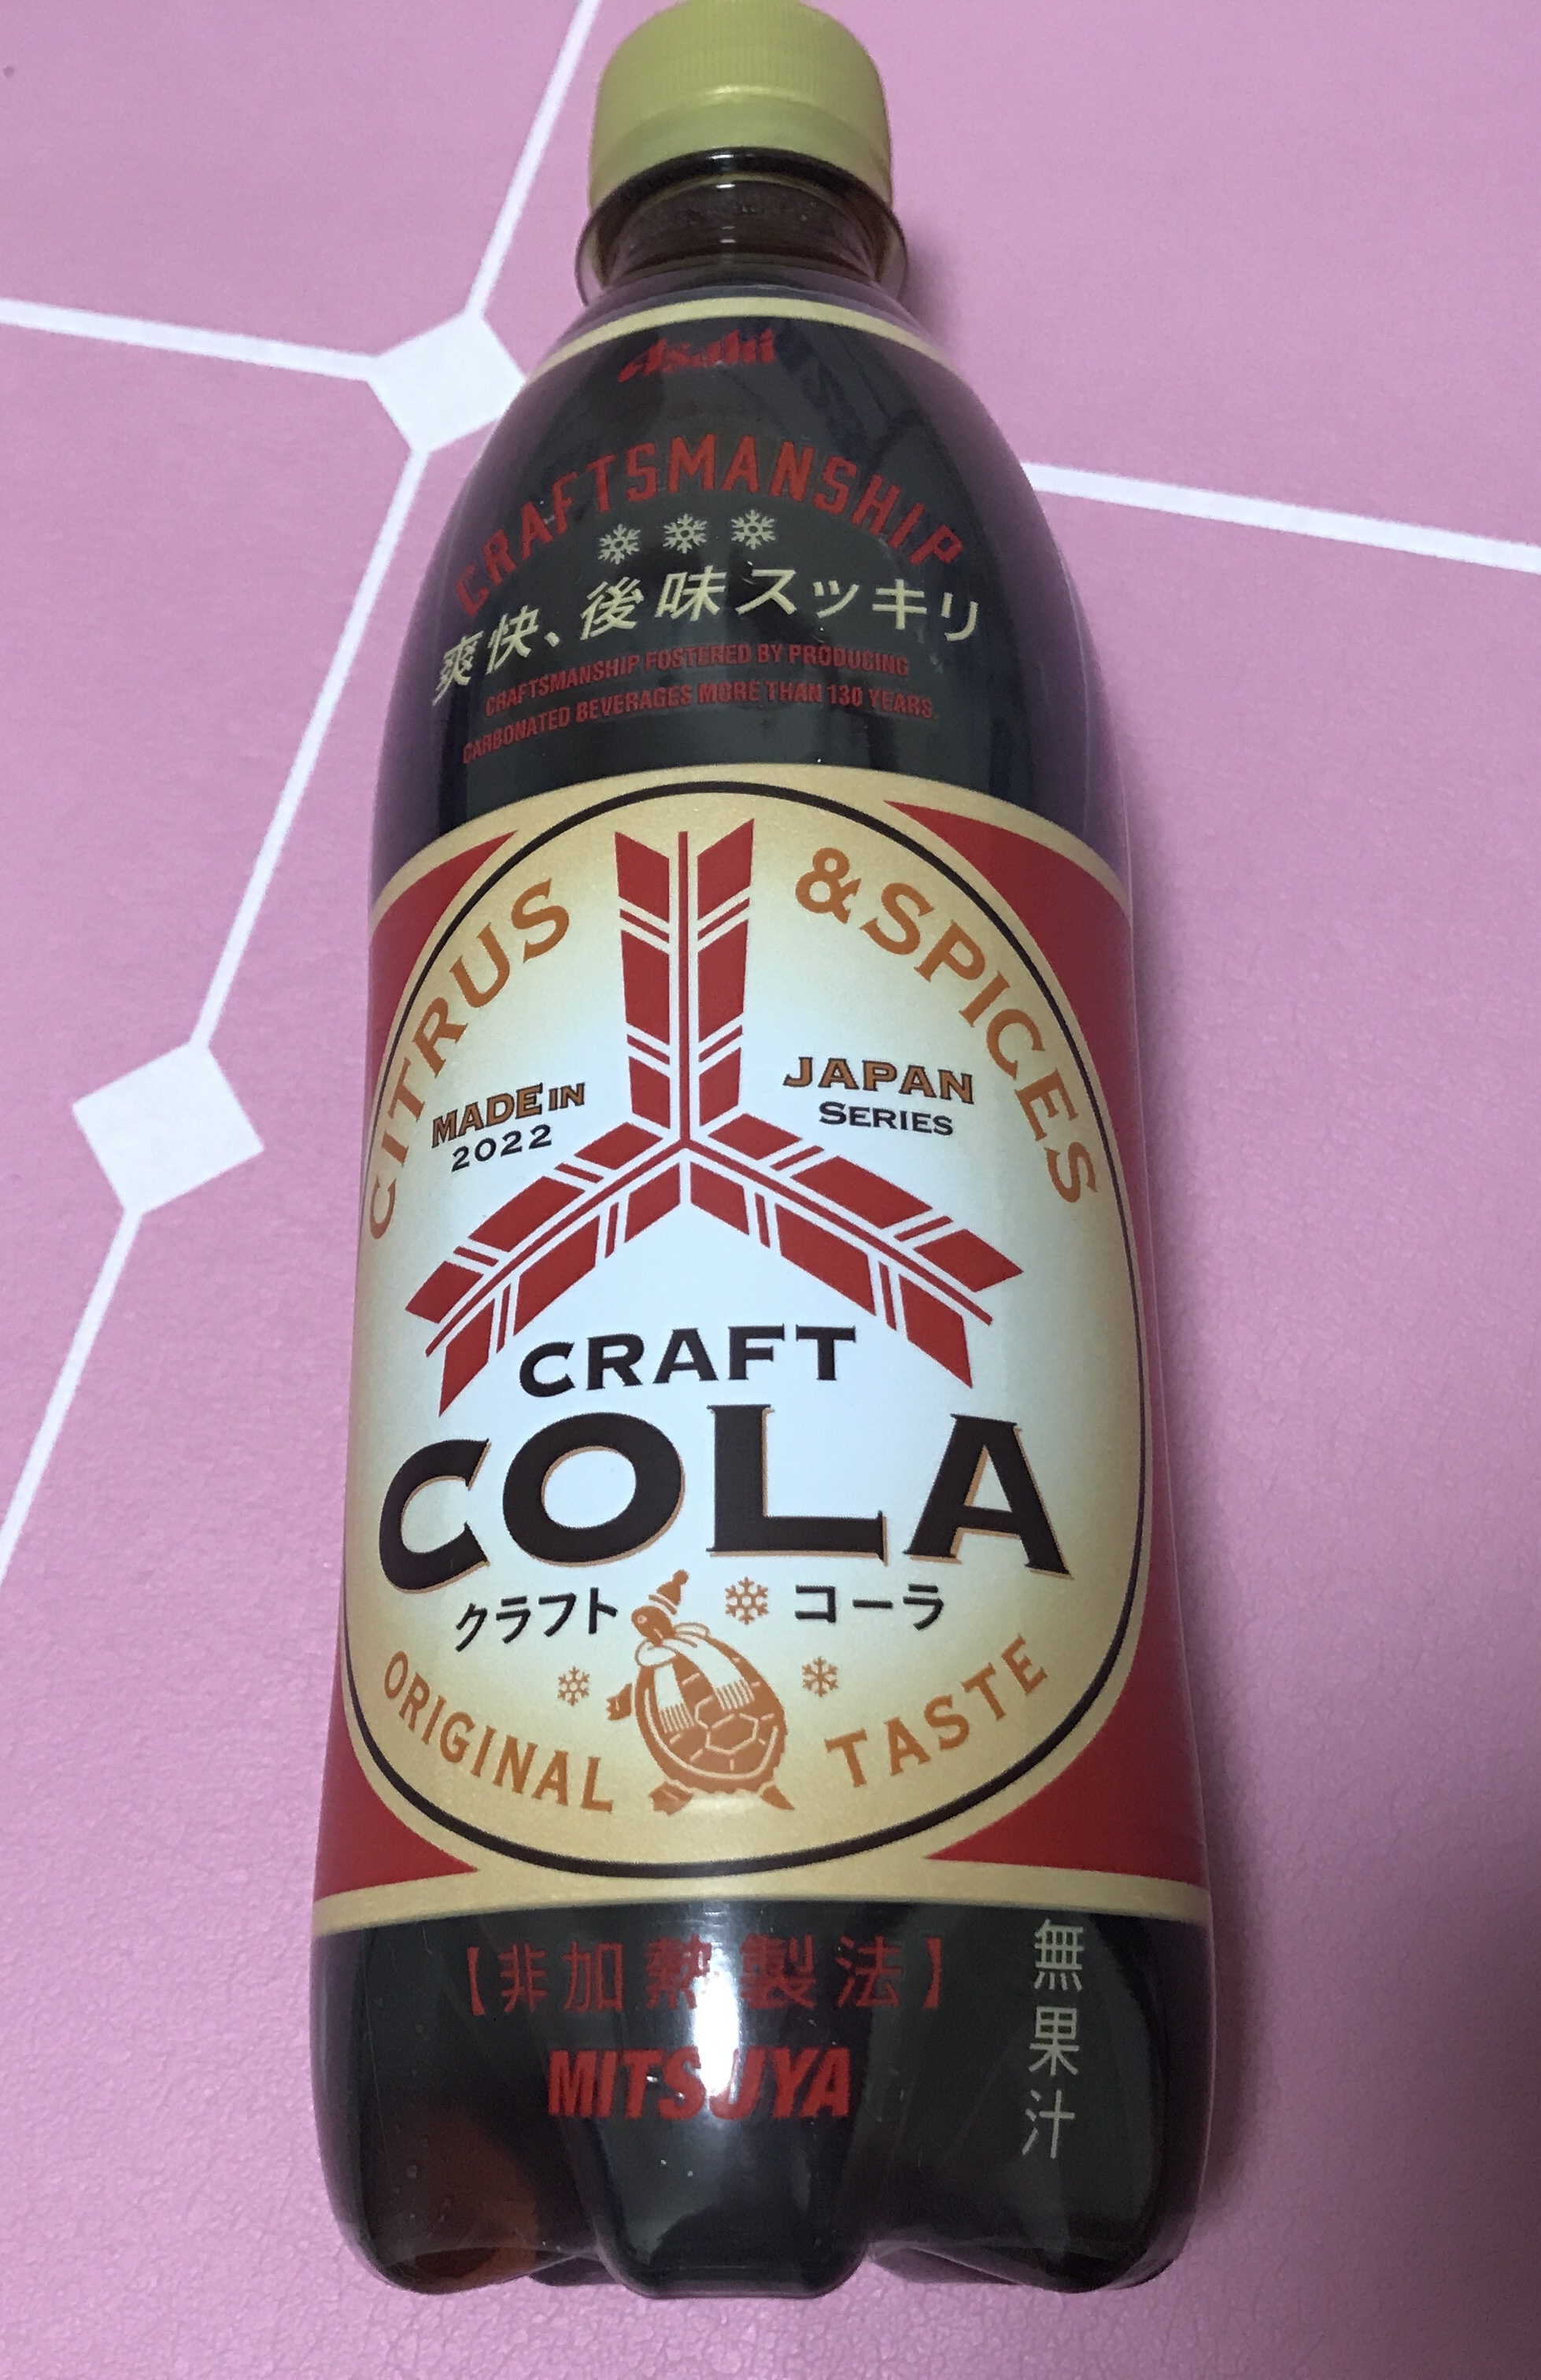 Asahi
CRAFTSMANSHIP
爽快、後味スッキリ
CRAFTSMANSHIP FOSTERED BY PRODUCING
CARBONATED BEVERAGES MORE THAN 130 YEARS.
CITRUS & SPICES
MADE IN JAPAN
2022 SERIES
CRAFT
COLA
クラフト コーラ
ORIGINAL TASTE
【非加熱製法】
MITSUYA
無果汁